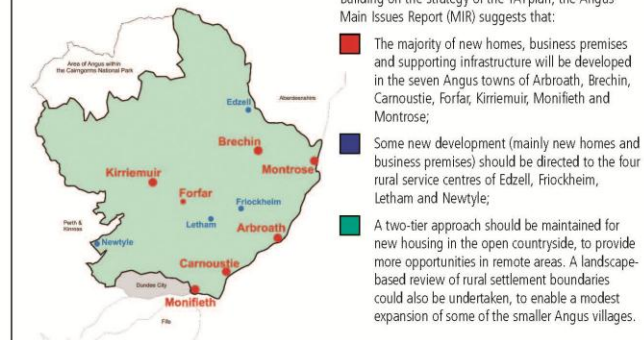 Building on the strategy of the TAYplan, the Angus
Main Issues Report (MIR) suggests that:
The majority of new homes, business premises
and supporting infrastructure will be developed
in the seven Angus towns of Arbroath, Brechin,
Carnoustie, Forfar, Kirriemuir, Monifieth and
Montrose;
Some new development (mainly new homes and
business premises) should be directed to the four
rural service centres of Edzell, Friockheim,
Letham and Newtyle;
A two-tier approach should be maintained for
new housing in the open countryside, to provide
more opportunities in remote areas. A landscape-
based review of rural settlement boundaries
could also be undertaken, to enable a modest
expansion of some of the smaller Angus villages.
Area of Angus within
the Cairngorms National Park
Aberdeenshire
Edzell
Brechin
Montrose
Kirriemuir
Forfar
Friockheim
Letham
Perth &
Kinross
Newtyle
Arbroath
Carnoustie
Dundee City
Monifieth
Fife